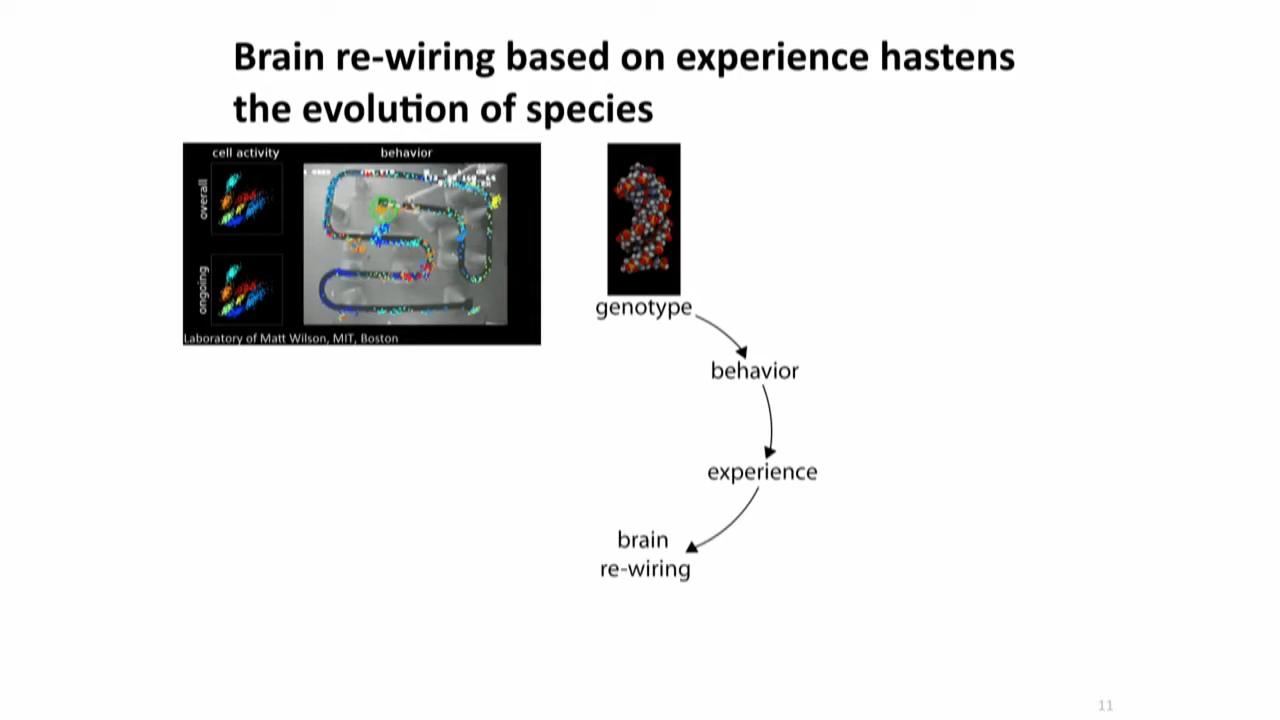 Brain re-wiring based on experience hastens
the evolution of species
cell activity
behavior
overall
ongoing
Laboratory of Matt Wilson, MIT, Boston
genotype
behavior
experience
brain
re-wiring
11